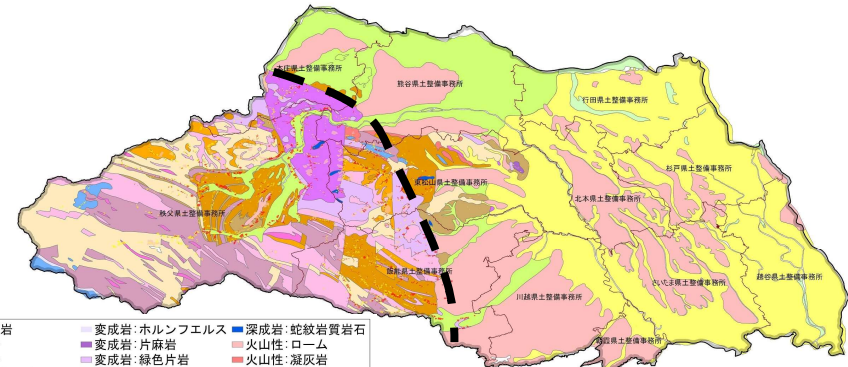 本庄県土整備事務所
熊谷県土整備事務所
行田県土整備事務所
杉戸県土整備事務所
東松山県土整備事務所
北本県土整備事務所
秩父県土整備事務所
飯能県土整備事務所
さいたま県土整備事務所
越谷県土整備事務所
川越県土整備事務所
朝霞県土整備事務所
岩
変成岩:ホルンフェルス
深成岩:蛇紋岩質岩石
変成岩:片麻岩
火山性:ローム
変成岩:緑色片岩
火山性:凝灰岩